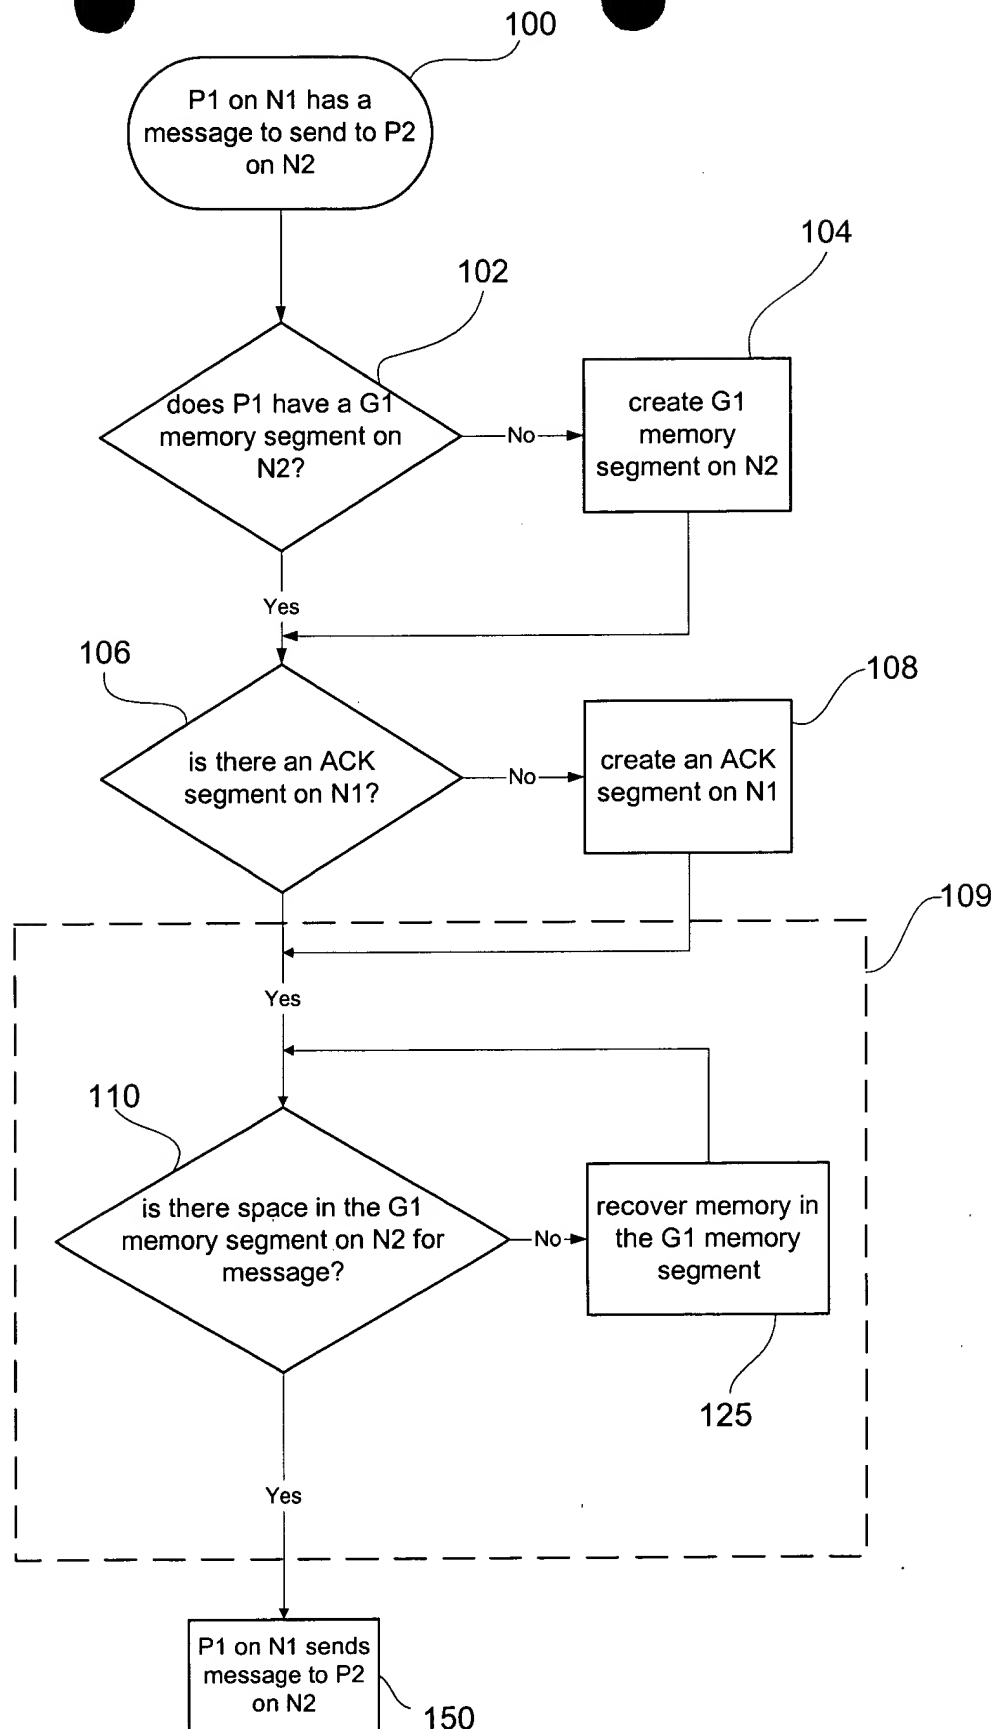 100
P1 on N1 has a
message to send to P2
on N2
102
104
does P1 have a G1
memory segment on
N2?
No
create G1
memory
segment on N2
Yes
106
108
is there an ACK
segment on N1?
No
create an ACK
segment on N1
109
Yes
110
is there space in the G1
memory segment on N2 for
message?
No
recover memory in
the G1 memory
segment
125
Yes
P1 on N1 sends
message to P2
on N2
150